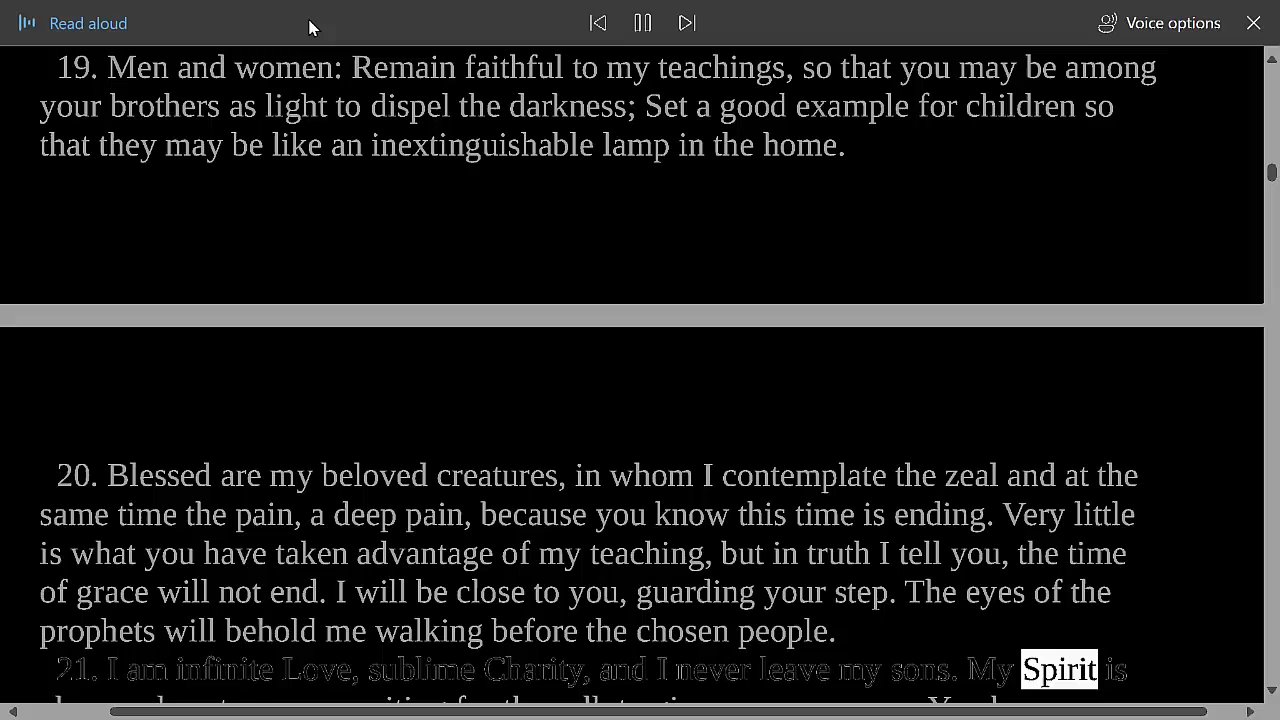 Read aloud
Voice options
19. Men and women: Remain faithful to my teachings, so that you may be among
your brothers as light to dispel the darkness; Set a good example for children so
that they may be like an inextinguishable lamp in the home.
20. Blessed are my beloved creatures, in whom I contemplate the zeal and at the
same time the pain, a deep pain, because you know this time is ending. Very little
is what you have taken advantage of my teaching, but in truth I tell you, the time
of grace will not end. I will be close to you, guarding your step. The eyes of the
prophets will behold me walking before the chosen people.
21. I am infinite Love, sublime Charity, and I never leave my sons. My Spirit is